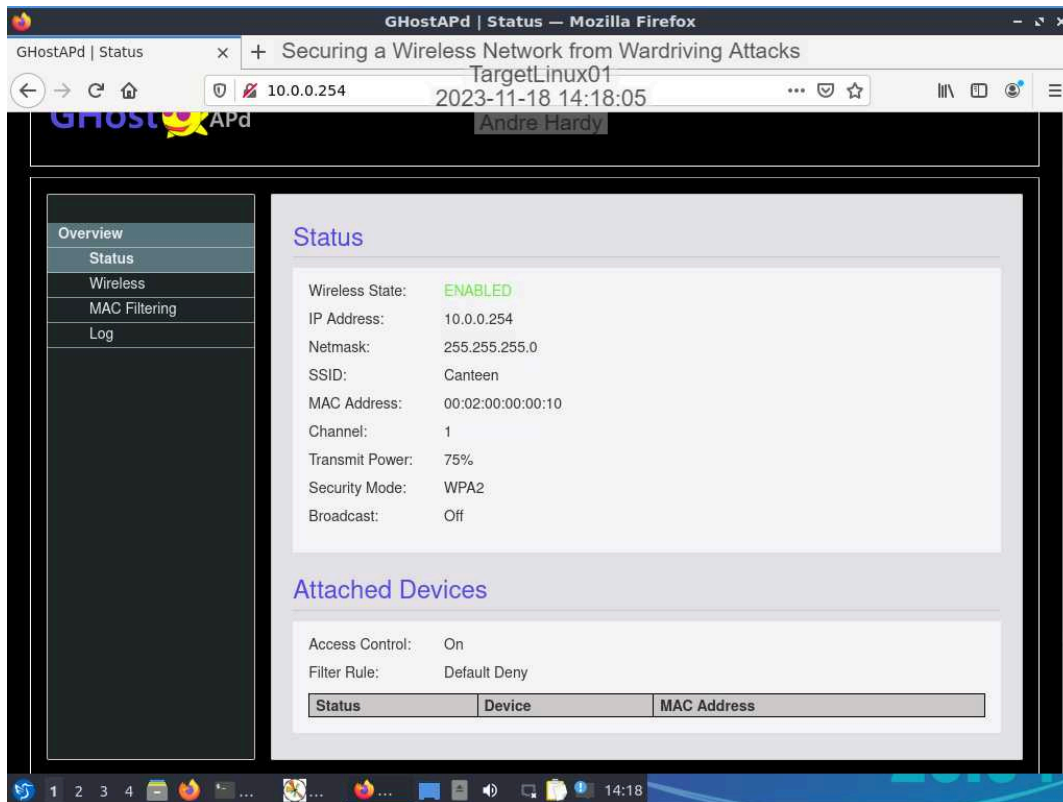 GHostAPd | Status — Mozilla Firefox
GHostAPd | Status × +
Securing a Wireless Network from Wardriving Attacks
TargetLinux01
10.0.0.254
2023-11-18 14:18:05
Andre Hardy
GHost APd
Overview
Status
Wireless
MAC Filtering
Log
Status
Wireless State: ENABLED
IP Address: 10.0.0.254
Netmask: 255.255.255.0
SSID: Canteen
MAC Address: 00:02:00:00:00:10
Channel: 1
Transmit Power: 75%
Security Mode: WPA2
Broadcast: Off
Attached Devices
Access Control: On
Filter Rule: Default Deny
Status Device MAC Address
1 2 3 4 ... ... ... 14:18